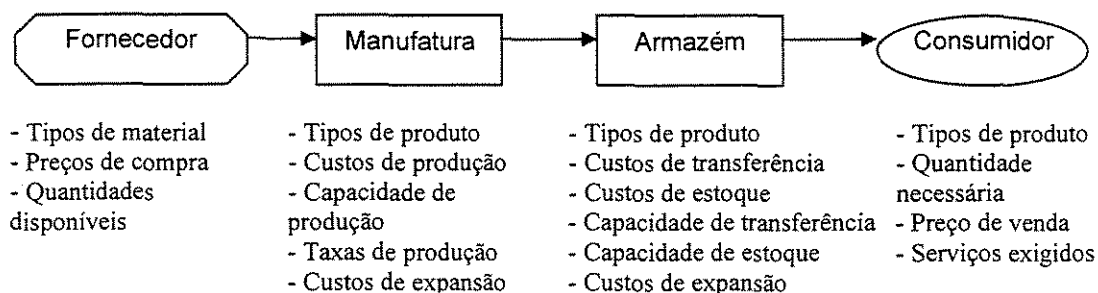 Fornecedor
Manufatura
Armazém
Consumidor
- Tipos de material
- Preços de compra
- Quantidades
disponíveis
- Tipos de produto
- Custos de produção
- Capacidade de
produção
- Taxas de produção
- Custos de expansão
- Tipos de produto
- Custos de transferência
- Custos de estoque
- Capacidade de transferência
- Capacidade de estoque
- Custos de expansão
- Tipos de produto
- Quantidade
necessária
- Preço de venda
- Serviços exigidos